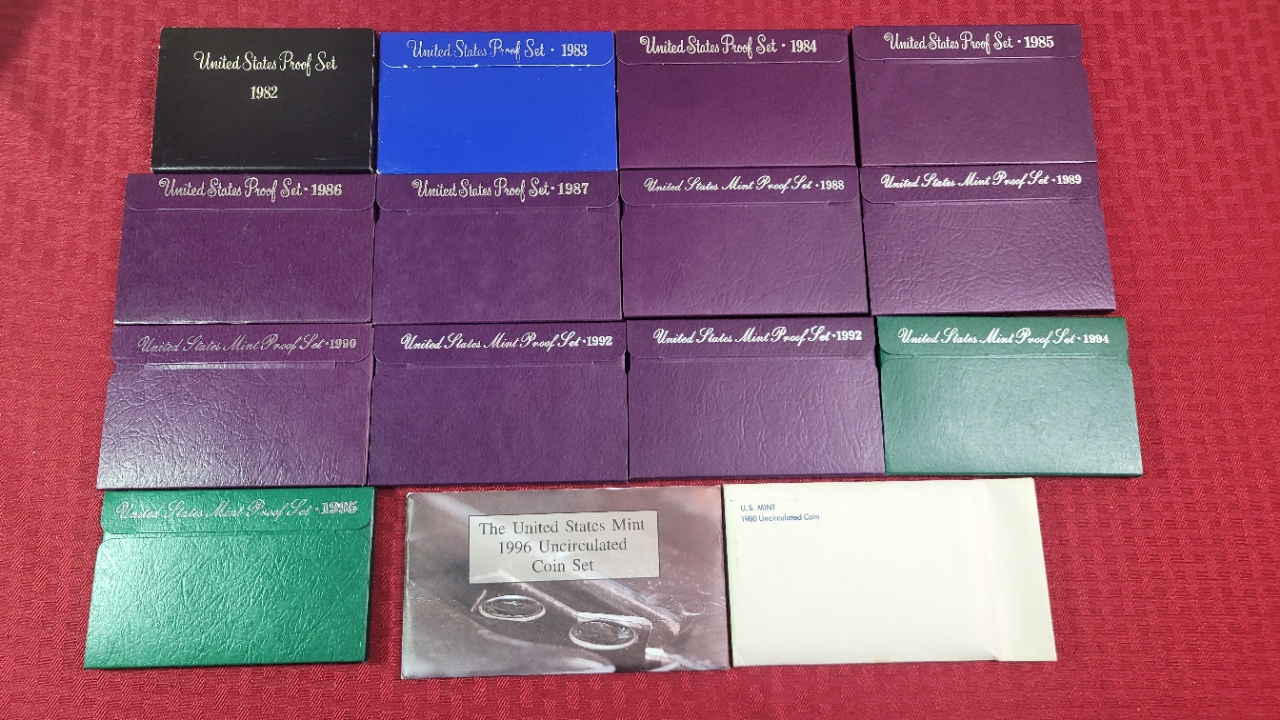 United States Proof Set
1982
United States Proof Set · 1983
United States Proof Set · 1984
United States Proof Set · 1985
United States Proof Set · 1986
United States Proof Set · 1987
United States Mint Proof Set · 1988
United States Mint Proof Set · 1989
United States Mint Proof Set · 1990
United States Mint Proof Set · 1992
United States Mint Proof Set · 1992
United States Mint Proof Set · 1994
United States Mint Proof Set · 1995
The United States Mint
1996 Uncirculated
Coin Set
U.S. MINT
1980 Uncirculated Coin